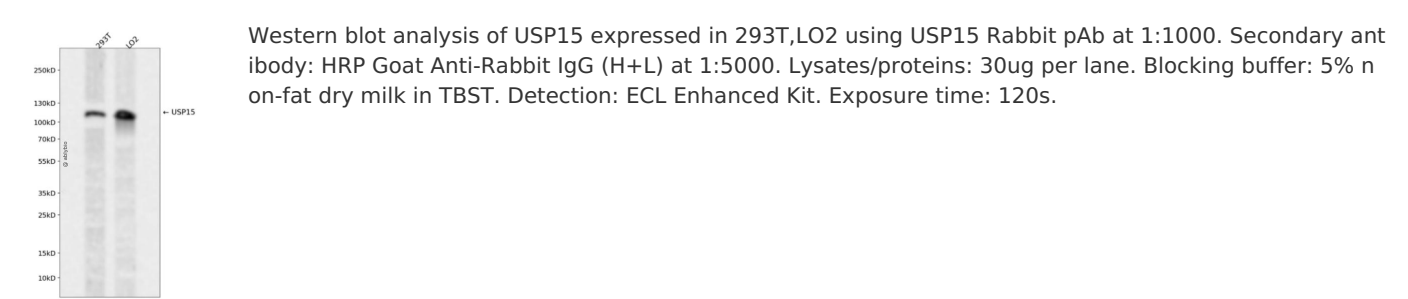 293T LO2
Western blot analysis of USP15 expressed in 293T,LO2 using USP15 Rabbit pAb at 1:1000. Secondary ant
ibody: HRP Goat Anti-Rabbit IgG (H+L) at 1:5000. Lysates/proteins: 30ug per lane. Blocking buffer: 5% n
on-fat dry milk in TBST. Detection: ECL Enhanced Kit. Exposure time: 120s.
250kD
130kD
← USP15
100kD
70kD
55kD
35kD
25kD
15kD
10kD